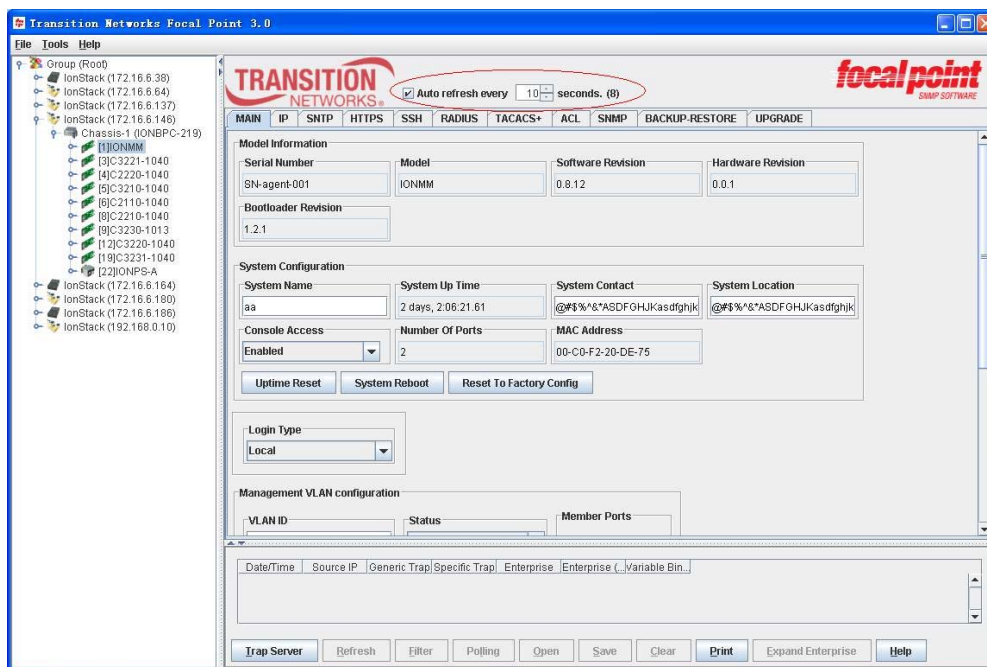 Transition Networks Focal Point 3.0
File Tools Help
Group (Root)
IonStack (172.16.6.38)
IonStack (172.16.6.64)
IonStack (172.16.6.137)
IonStack (172.16.6.146)
Chassis-1 (IONBPC-219)
[1]IONMM
[3]C3221-1040
[4]C2220-1040
[5]C3210-1040
[6]C2110-1040
[8]C2210-1040
[9]C3230-1013
[12]C3220-1040
[19]C3231-1040
[22]IONPS-A
IonStack (172.16.6.164)
IonStack (172.16.6.180)
IonStack (172.16.6.186)
IonStack (192.168.0.10)
TRANSITION
NETWORKS®
Auto refresh every 10 seconds. (8)
focalpoint
SNMP SOFTWARE
MAIN IP SNTP HTTPS SSH RADIUS TACACS+ ACL SNMP BACKUP-RESTORE UPGRADE
Model Information
Serial Number Model Software Revision Hardware Revision
SN-agent-001 IONMM 0.8.12 0.0.1
Bootloader Revision
1.2.1
System Configuration
System Name System Up Time System Contact System Location
aa 2 days, 2:06:21.61 @#$%^&*ASDFGHJKasdfghjk @#$%^&*ASDFGHJKasdfghjk
Console Access Number Of Ports MAC Address
Enabled 2 00-C0-F2-20-DE-75
Uptime Reset System Reboot Reset To Factory Config
Login Type
Local
Management VLAN configuration
VLAN ID Status Member Ports
Date/Time Source IP Generic Trap Specific Trap Enterprise Enterprise (... Variable Bin...
Trap Server Refresh Filter Polling Open Save Clear Print Expand Enterprise Help